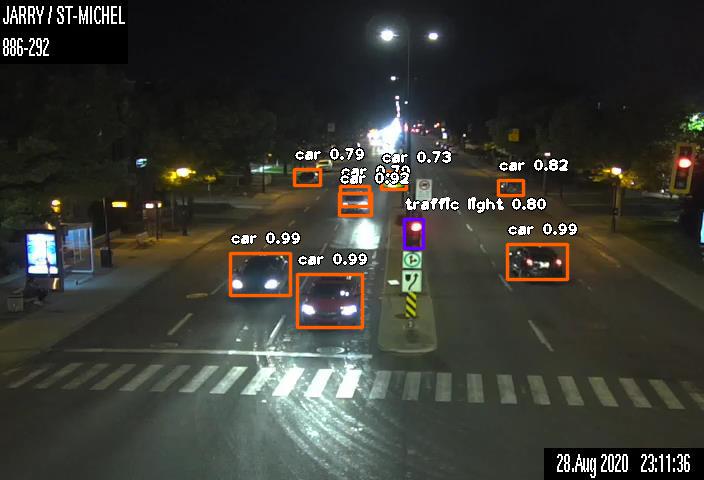 JARRY / ST-MICHEL
886-292
car 0.79
car 0.73
car 0.92
car 0.82
traffic light 0.80
car 0.99
car 0.99
car 0.99
28.Aug 2020 23:11:36